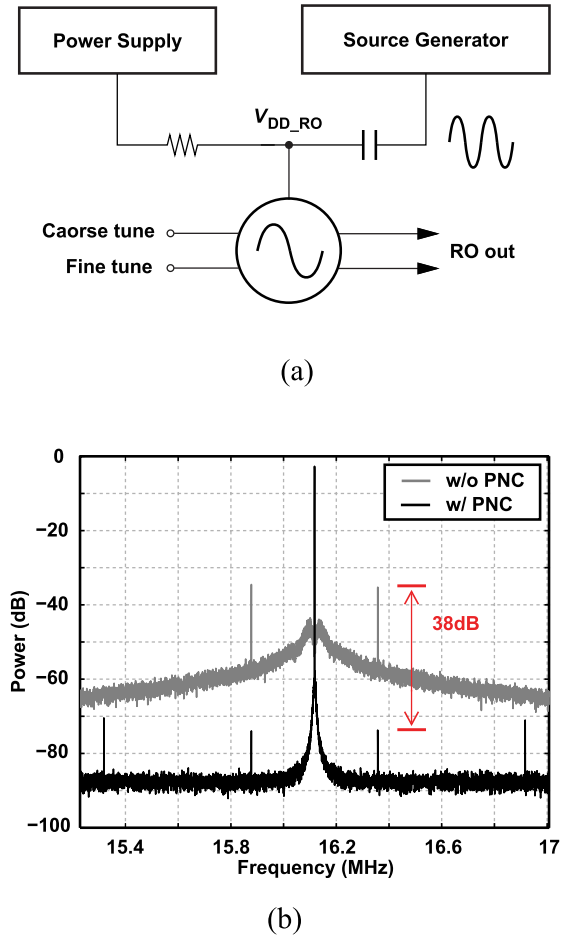 Power Supply
Source Generator
VDD_RO
Caorse tune
Fine tune
RO out
(a)
0
−20
−40
−60
−80
−100
Power (dB)
w/o PNC
w/ PNC
38dB
15.4
15.8
16.2
16.6
17
Frequency (MHz)
(b)